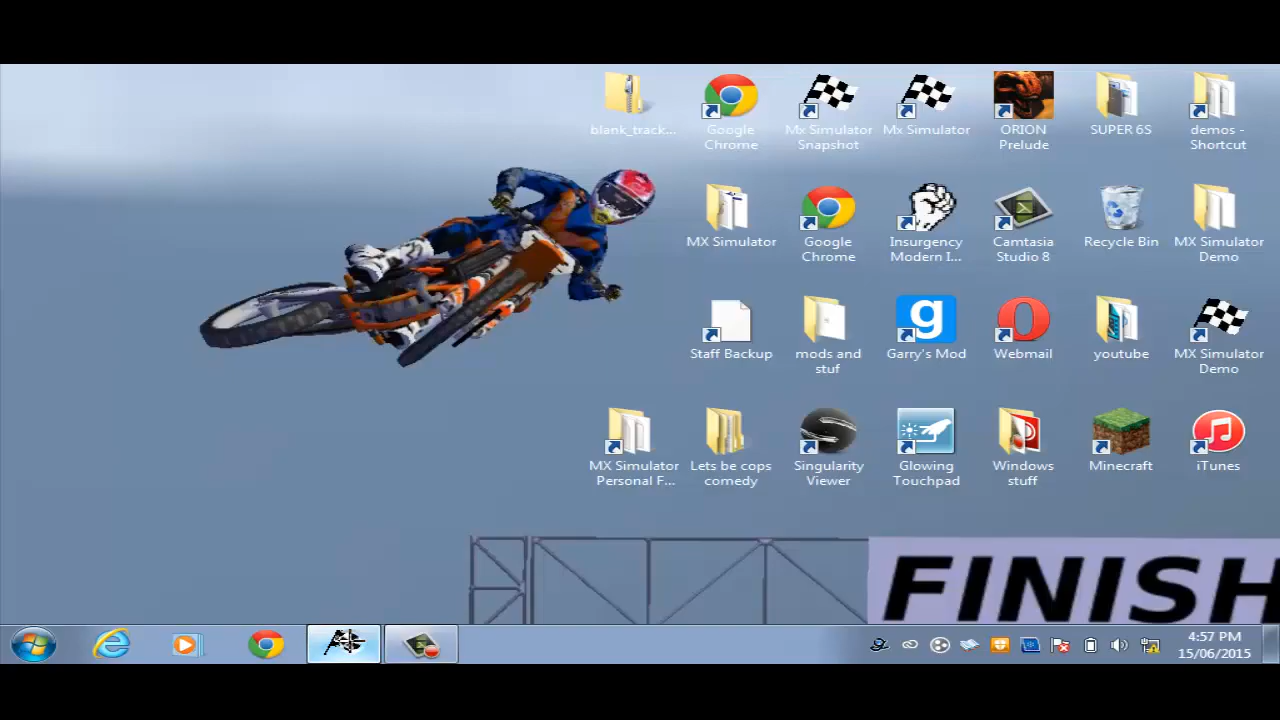 blank_track...
Google
Chrome
Mx Simulator
Snapshot
Mx Simulator
ORION
Prelude
SUPER 6S
demos -
Shortcut
MX Simulator
Google
Chrome
Insurgency
Modern I...
Camtasia
Studio 8
Recycle Bin
MX Simulator
Demo
Staff Backup
mods and
stuf
g
Garry's Mod
Webmail
youtube
MX Simulator
Demo
MX Simulator
Personal F...
Lets be cops
comedy
Singularity
Viewer
Glowing
Touchpad
Windows
stuff
Minecraft
iTunes
FINISH
4:57 PM
15/06/2015